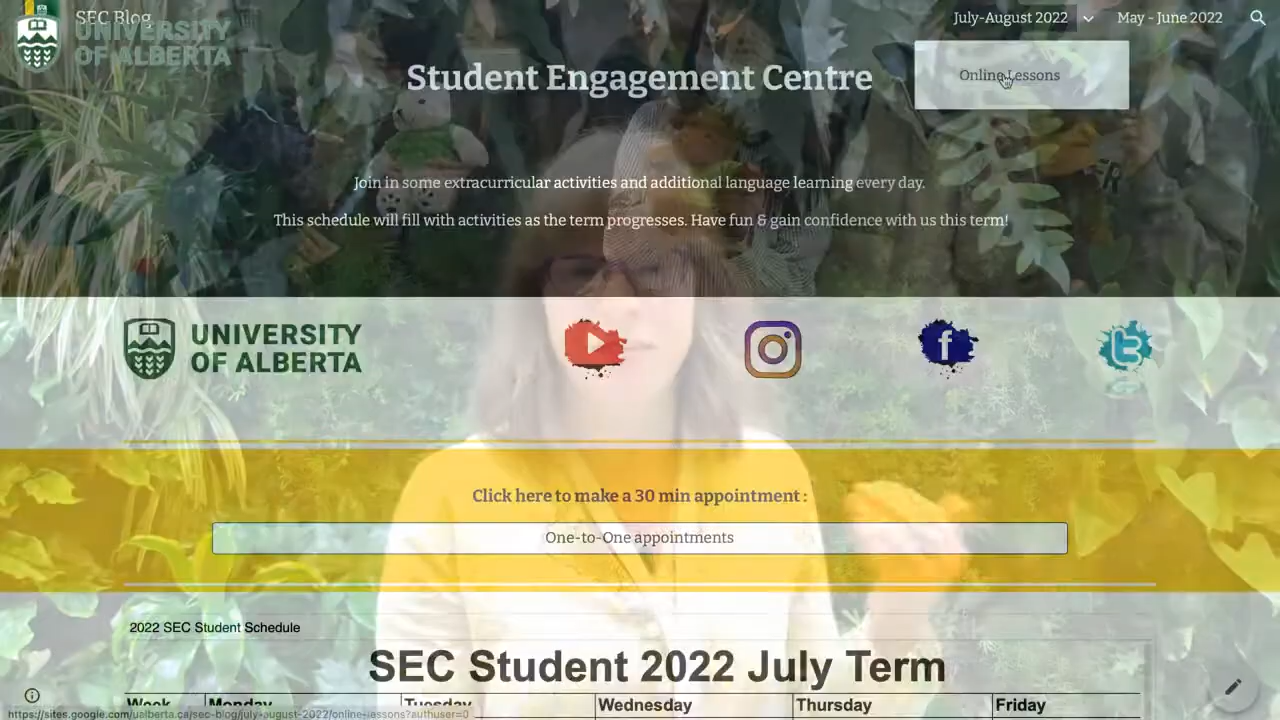 SEC Blog
UNIVERSITY
OF ALBERTA
July-August 2022
May - June 2022
Online Lessons
Student Engagement Centre
Join in some extracurricular activities and additional language learning every day.
This schedule will fill with activities as the term progresses. Have fun & gain confidence with us this term!
UNIVERSITY
OF ALBERTA
Click here to make a 30 min appointment :
One-to-One appointments
2022 SEC Student Schedule
SEC Student 2022 July Term
Week Monday Tuesday Wednesday Thursday Friday
https://sites.google.com/ualberta.ca/sec-blog/july-august-2022/online-lessons?authuser=0